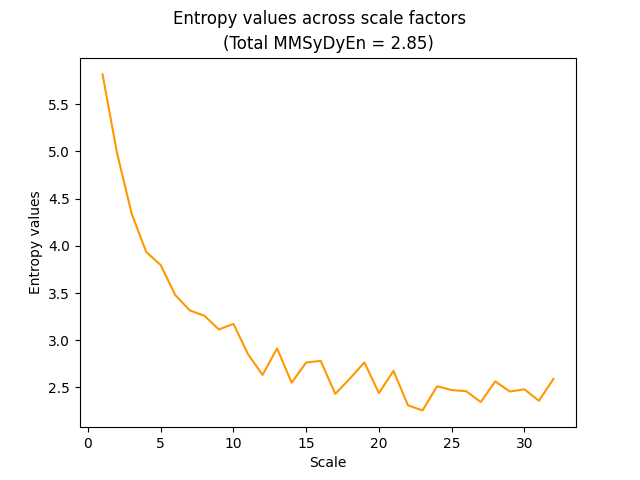 Entropy values across scale factors
(Total MMSyDyEn = 2.85)
5.5
5.0
4.5
4.0
3.5
3.0
2.5
Entropy values
0 5 10 15 20 25 30
Scale